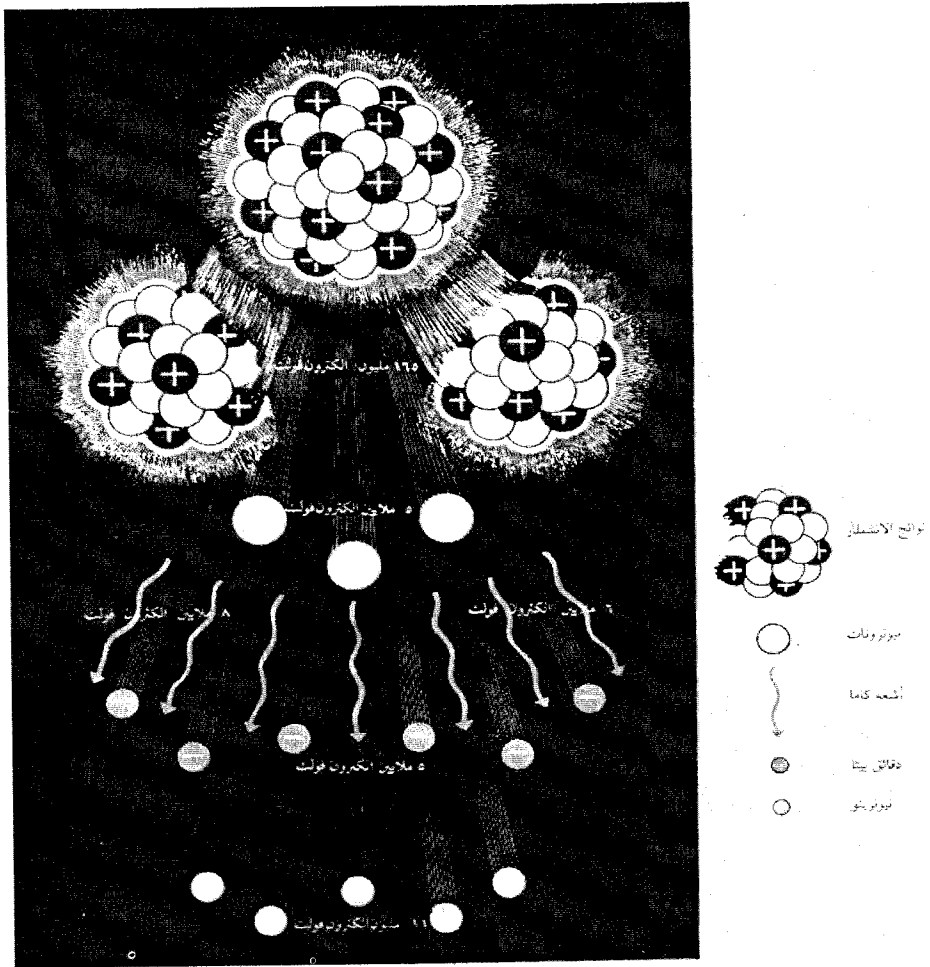 ١٦٥ مليون الكترون فولت
٥ ملايين الكترون فولت
٨ ملايين الكترون فولت
٦ ملايين الكترون فولت
٥ ملايين الكترون فولت
١١ مليون الكترون فولت
نواتج الانشطار
نيوترونات
أشعه كاما
دقائق بيتا
نيوترينو